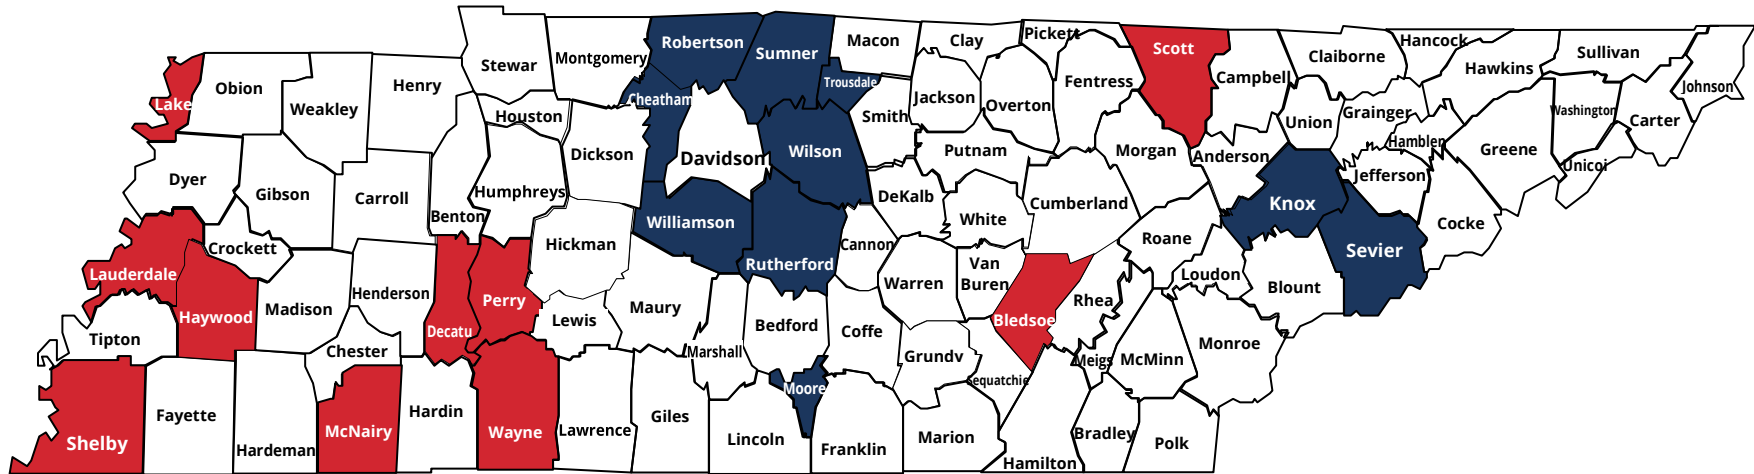 Lake
Obion
Weakley
Henry
Stewar
Montgomery
Robertson
Sumner
Macon
Clay
Pickett
Fentress
Scott
Campbell
Claiborne
Hancock
Hawkins
Sullivan
Johnson
Dyer
Gibson
Carroll
Benton
Houston
Humphreys
Dickson
Cheatham
Davidson
Wilson
Trousdale
Smith
Jackson
Overton
Putnam
Morgan
Anderson
Union
Grainger
Hamblen
Greene
Washington
Unicoi
Carter
Lauderdale
Crockett
Haywood
Madison
Henderson
Decatu
Perry
Hickman
Williamson
Rutherford
Cannon
DeKalb
White
Cumberland
Roane
Knox
Jefferson
Sevier
Cocke
Tipton
Chester
Lewis
Maury
Marshall
Bedford
Coffe
Warren
Van
Buren
Bledsoe
Rhea
Meigs
Loudon
Blount
Monroe
McMinn
Shelby
Fayette
Hardeman
McNairy
Hardin
Wayne
Lawrence
Giles
Lincoln
Moore
Franklin
Grundv
Sequatchie
Marion
Hamilton
Bradley
Polk